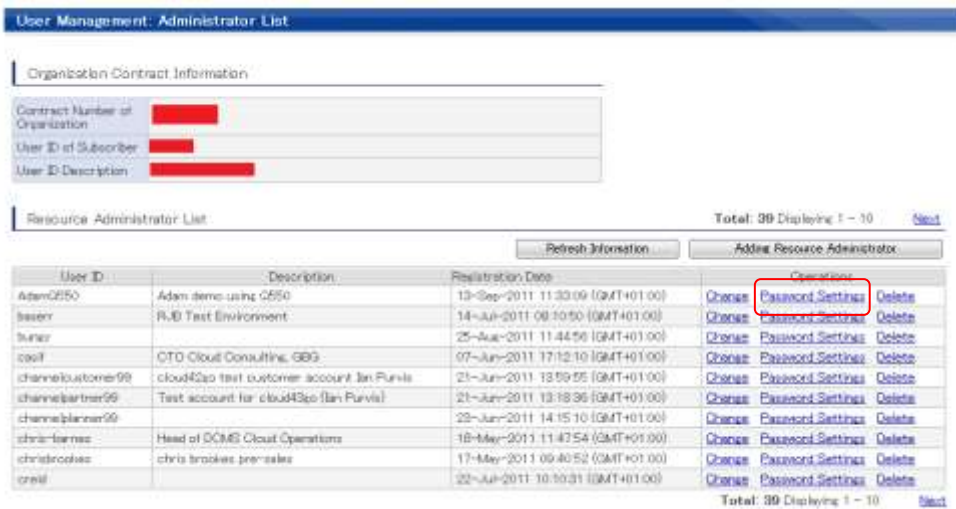 User Management: Administrator List
Organization Contract Information
Contract Number of Organization
User ID of Subscriber
User ID Description
Resource Administrator List
Total: 39 Displaying 1 - 10 Next
Refresh Information Adding Resource Administrator
User ID Description Registration Date Operations
AdamQ550 Adam demo using Q550 13-Sep-2011 11:33:09 (GMT+01:00) Change Password Settings Delete
RJB Test Environment 14-Jul-2011 08:10:50 (GMT+01:00) Change Password Settings Delete
25-Aug-2011 11:44:56 (GMT+01:00) Change Password Settings Delete
CTO Cloud Consulting, GBG 07-Jun-2011 17:12:10 (GMT+01:00) Change Password Settings Delete
channelcustomer99 cloud42go test customer account Ian Purvis 21-Jun-2011 13:59:55 (GMT+01:00) Change Password Settings Delete
channelpartner99 Test account for cloud43go (Ian Purvis) 21-Jun-2011 13:18:36 (GMT+01:00) Change Password Settings Delete
channelplanner99 23-Jun-2011 14:15:10 (GMT+01:00) Change Password Settings Delete
chris-barnes Head of DCMS Cloud Operations 18-May-2011 11:47:54 (GMT+01:00) Change Password Settings Delete
chrisbrookes chris brookes pre-sales 17-May-2011 09:40:52 (GMT+01:00) Change Password Settings Delete
creid 22-Jul-2011 10:10:31 (GMT+01:00) Change Password Settings Delete
Total: 39 Displaying 1 - 10 Next